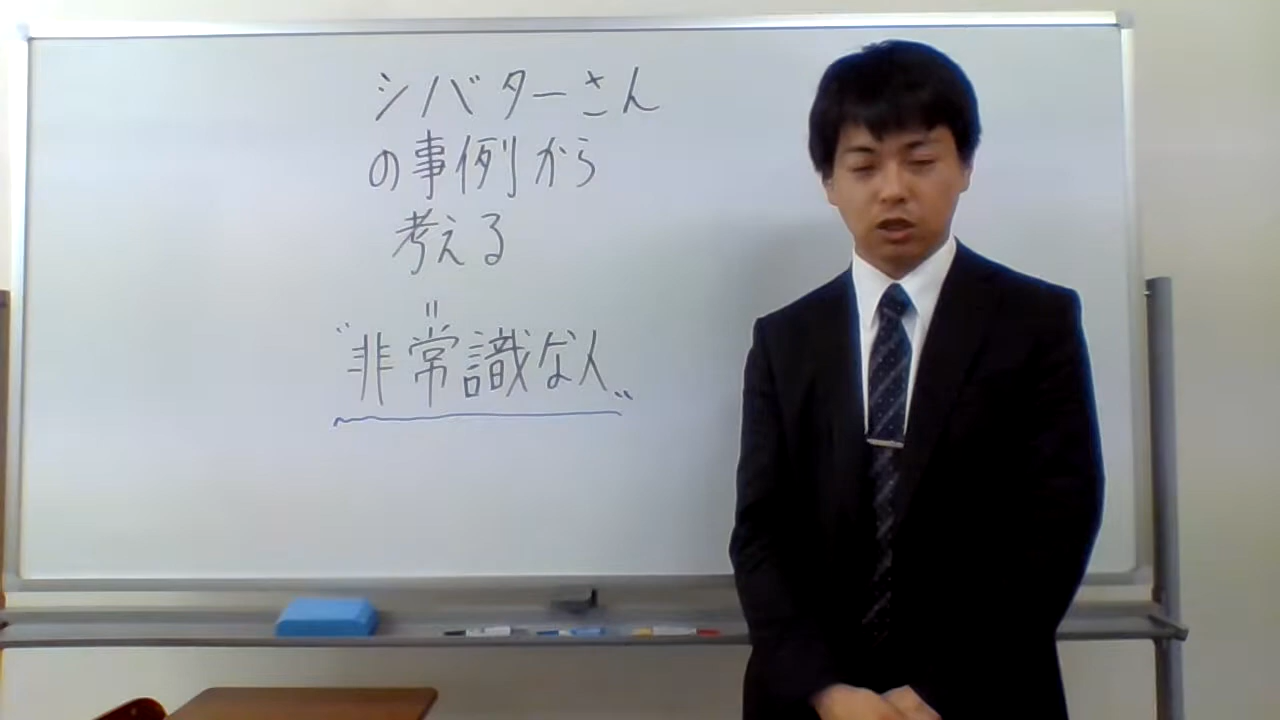 シバターさん
の事例から
考える
"非常識な人"